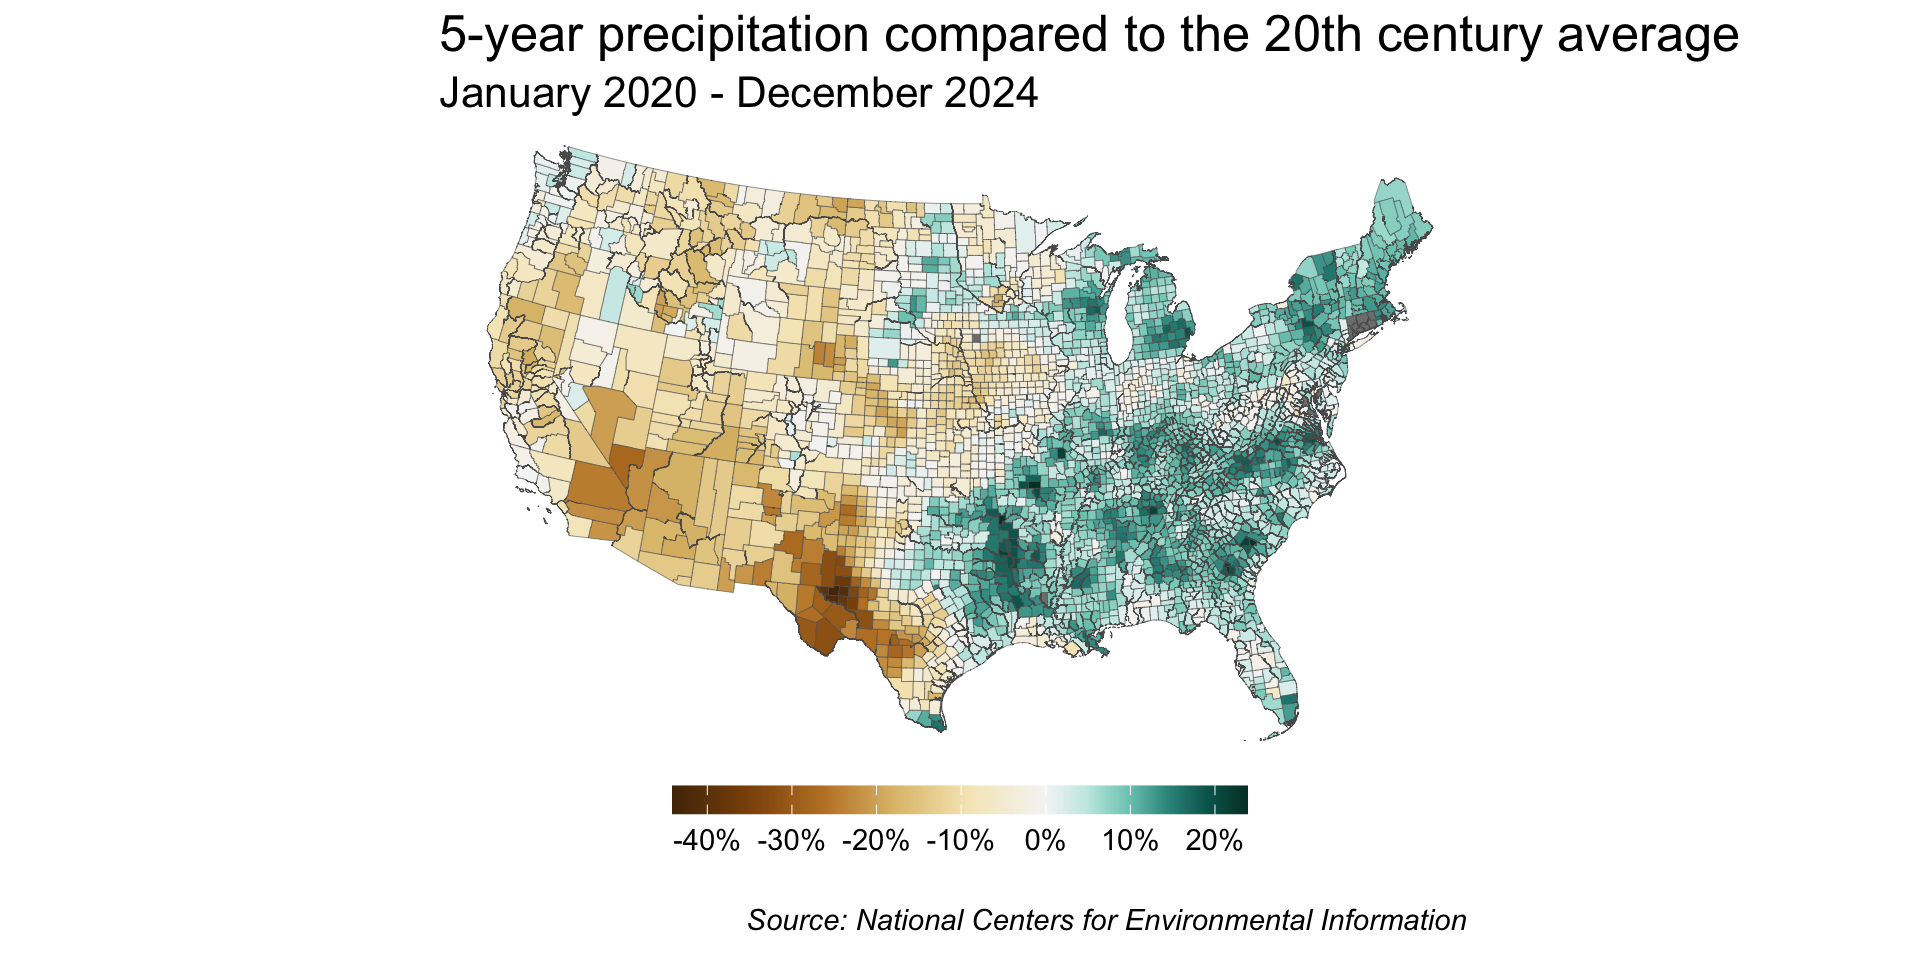 5-year precipitation compared to the 20th century average
January 2020 - December 2024
-40% -30% -20% -10% 0% 10% 20%
Source: National Centers for Environmental Information